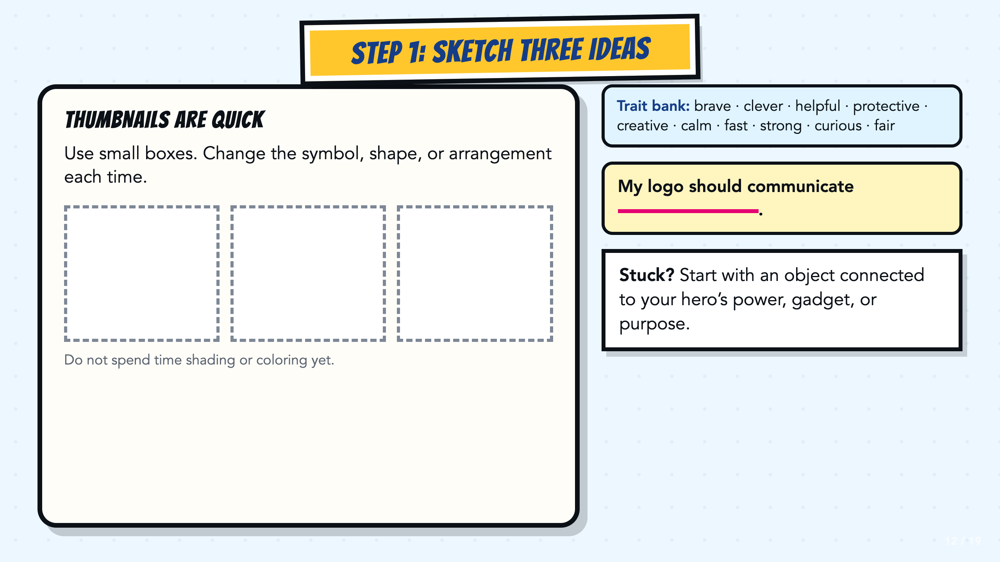 STEP 1: SKETCH THREE IDEAS
THUMBNAILS ARE QUICK
Use small boxes. Change the symbol, shape, or arrangement
each time.
Do not spend time shading or coloring yet.
Trait bank: brave · clever · helpful · protective ·
creative · calm · fast · strong · curious · fair
My logo should communicate
.
Stuck? Start with an object connected
to your hero’s power, gadget, or
purpose.
12 / 19